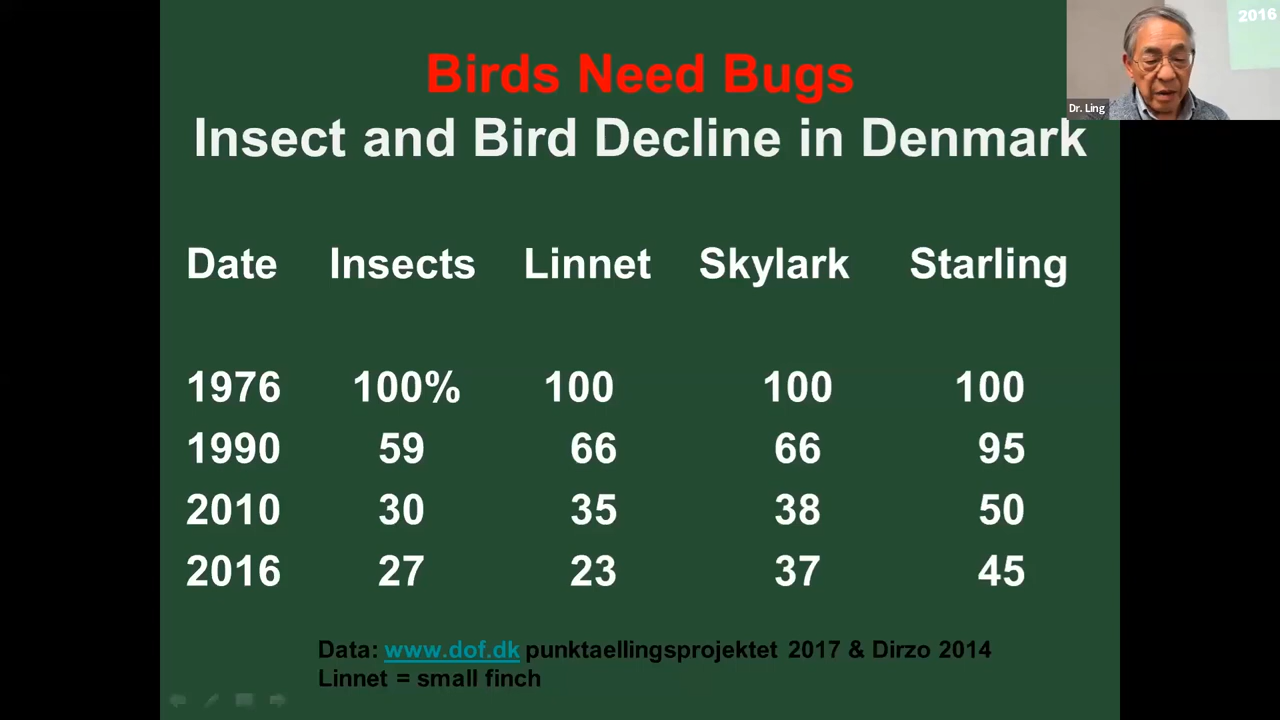 Birds Need Bugs
Insect and Bird Decline in Denmark
Date Insects Linnet Skylark Starling
1976 100% 100 100 100
1990 59 66 66 95
2010 30 35 38 50
2016 27 23 37 45
Data: www.dof.dk punktaellingsprojektet 2017 & Dirzo 2014
Linnet = small finch
2016
Dr. Ling